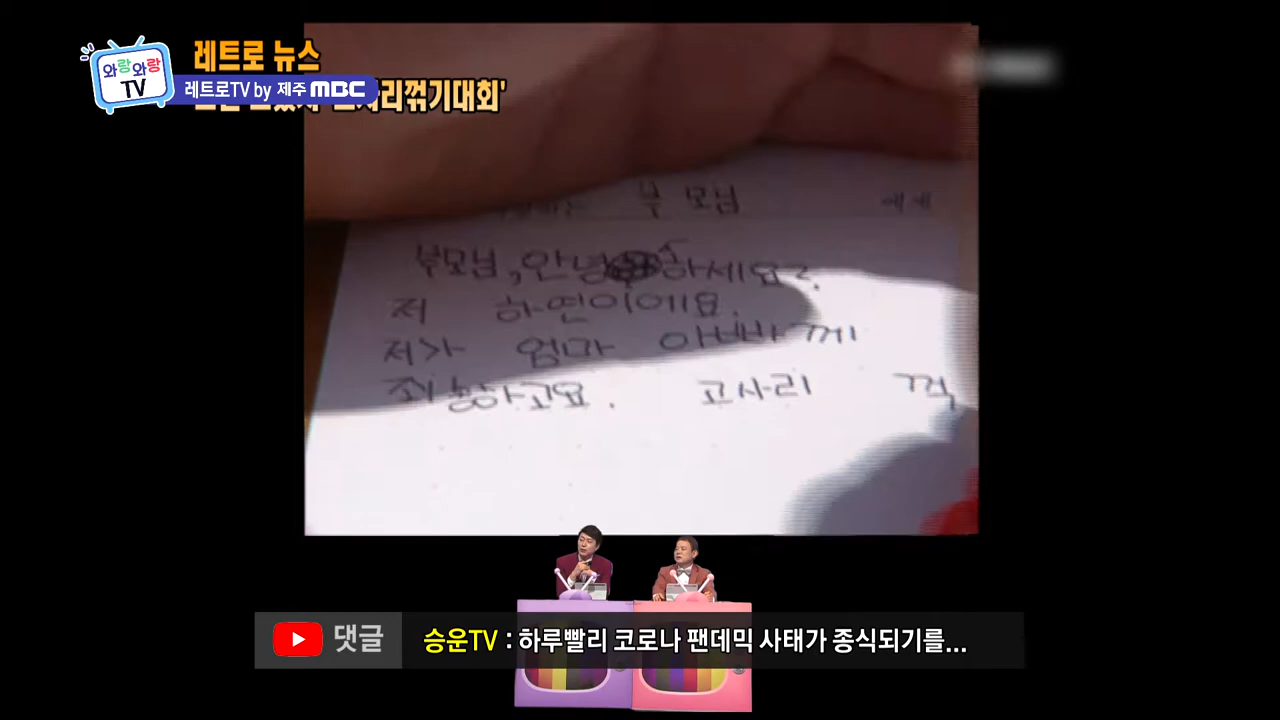 와랑와랑
TV
레트로 뉴스
레트로TV by 제주 MBC
리꺾기대회'
부모님 에게
부모님, 안녕하세요?
저 하연이에요.
저가 엄마 아빠께
죄송하고요. 고사리 꺽
댓글 승운TV : 하루빨리 코로나 팬데믹 사태가 종식되기를...